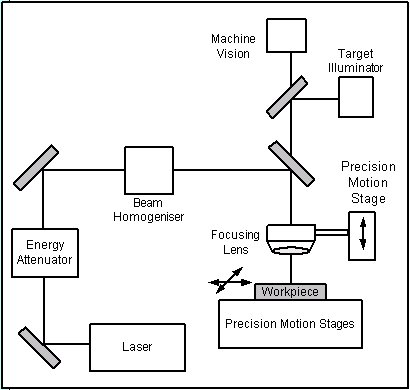 Machine
Vision
Target
Illuminator
Precision
Motion
Stage
Beam
Homogeniser
Focusing
Lens
Energy
Attenuator
Workpiece
Precision Motion Stages
Laser